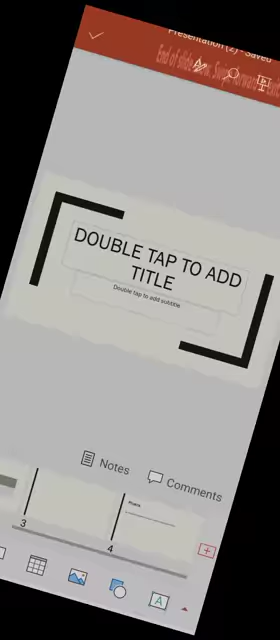 Presentation (2) - Saved
End of slide show. Swipe forward to exit
DOUBLE TAP TO ADD
TITLE
Double tap to add subtitle
Notes
Comments
3
4
A